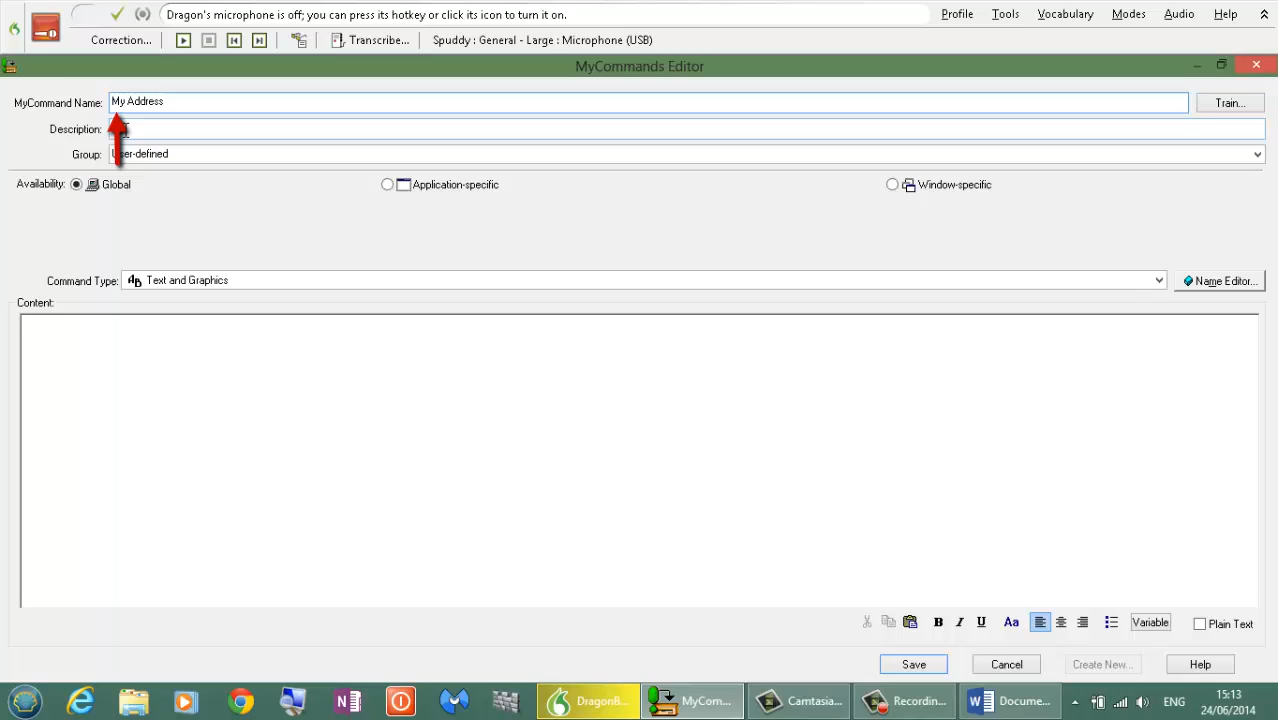 Dragon's microphone is off; you can press its hotkey or click its icon to turn it on.
Profile Tools Vocabulary Modes Audio Help
Correction... Transcribe... Spuddy : General - Large : Microphone (USB)
MyCommands Editor
MyCommand Name: My Address Train...
Description:
Group: User-defined
Availability: Global Application-specific Window-specific
Command Type: Text and Graphics Name Editor...
Content:
B I U Aa Variable Plain Text
Save Cancel Create New... Help
DragonB... MyCom... Camtasia... Recording... Docume... ENG 15:13
24/06/2014